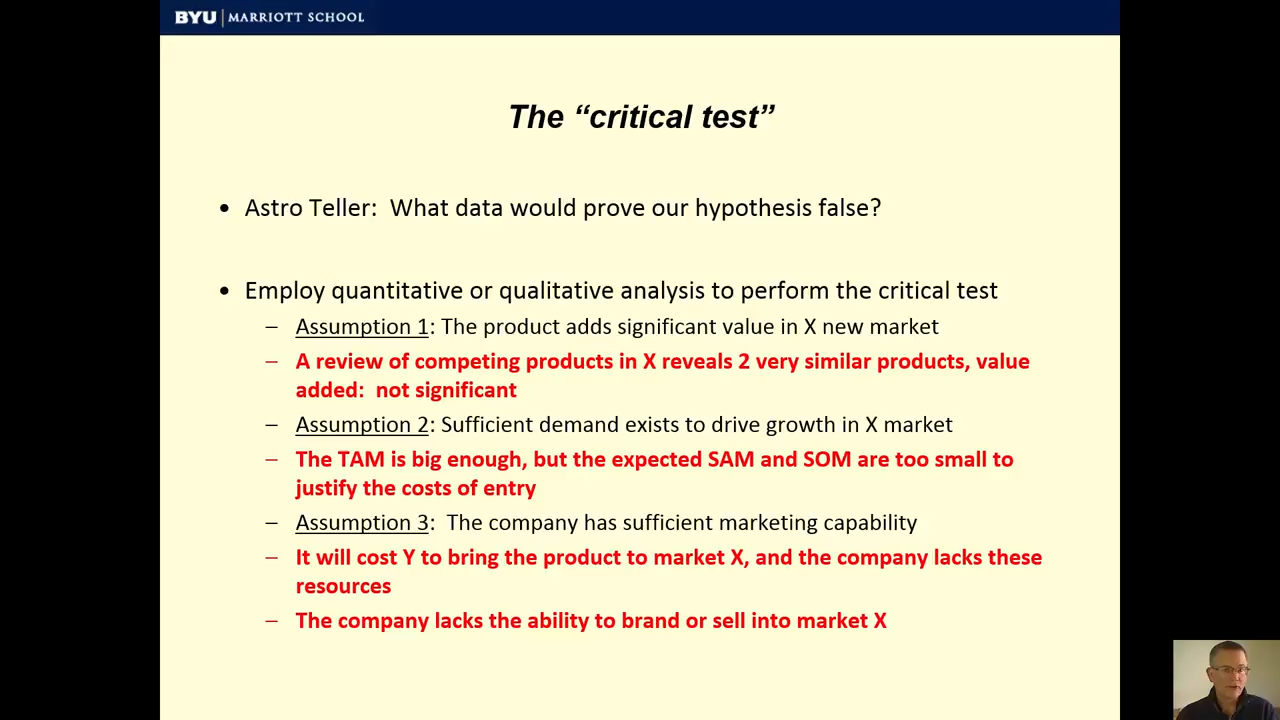 BYU | MARRIOTT SCHOOL
The “critical test”
• Astro Teller: What data would prove our hypothesis false?
• Employ quantitative or qualitative analysis to perform the critical test
– Assumption 1: The product adds significant value in X new market
– A review of competing products in X reveals 2 very similar products, value
added: not significant
– Assumption 2: Sufficient demand exists to drive growth in X market
– The TAM is big enough, but the expected SAM and SOM are too small to
justify the costs of entry
– Assumption 3: The company has sufficient marketing capability
– It will cost Y to bring the product to market X, and the company lacks these
resources
– The company lacks the ability to brand or sell into market X